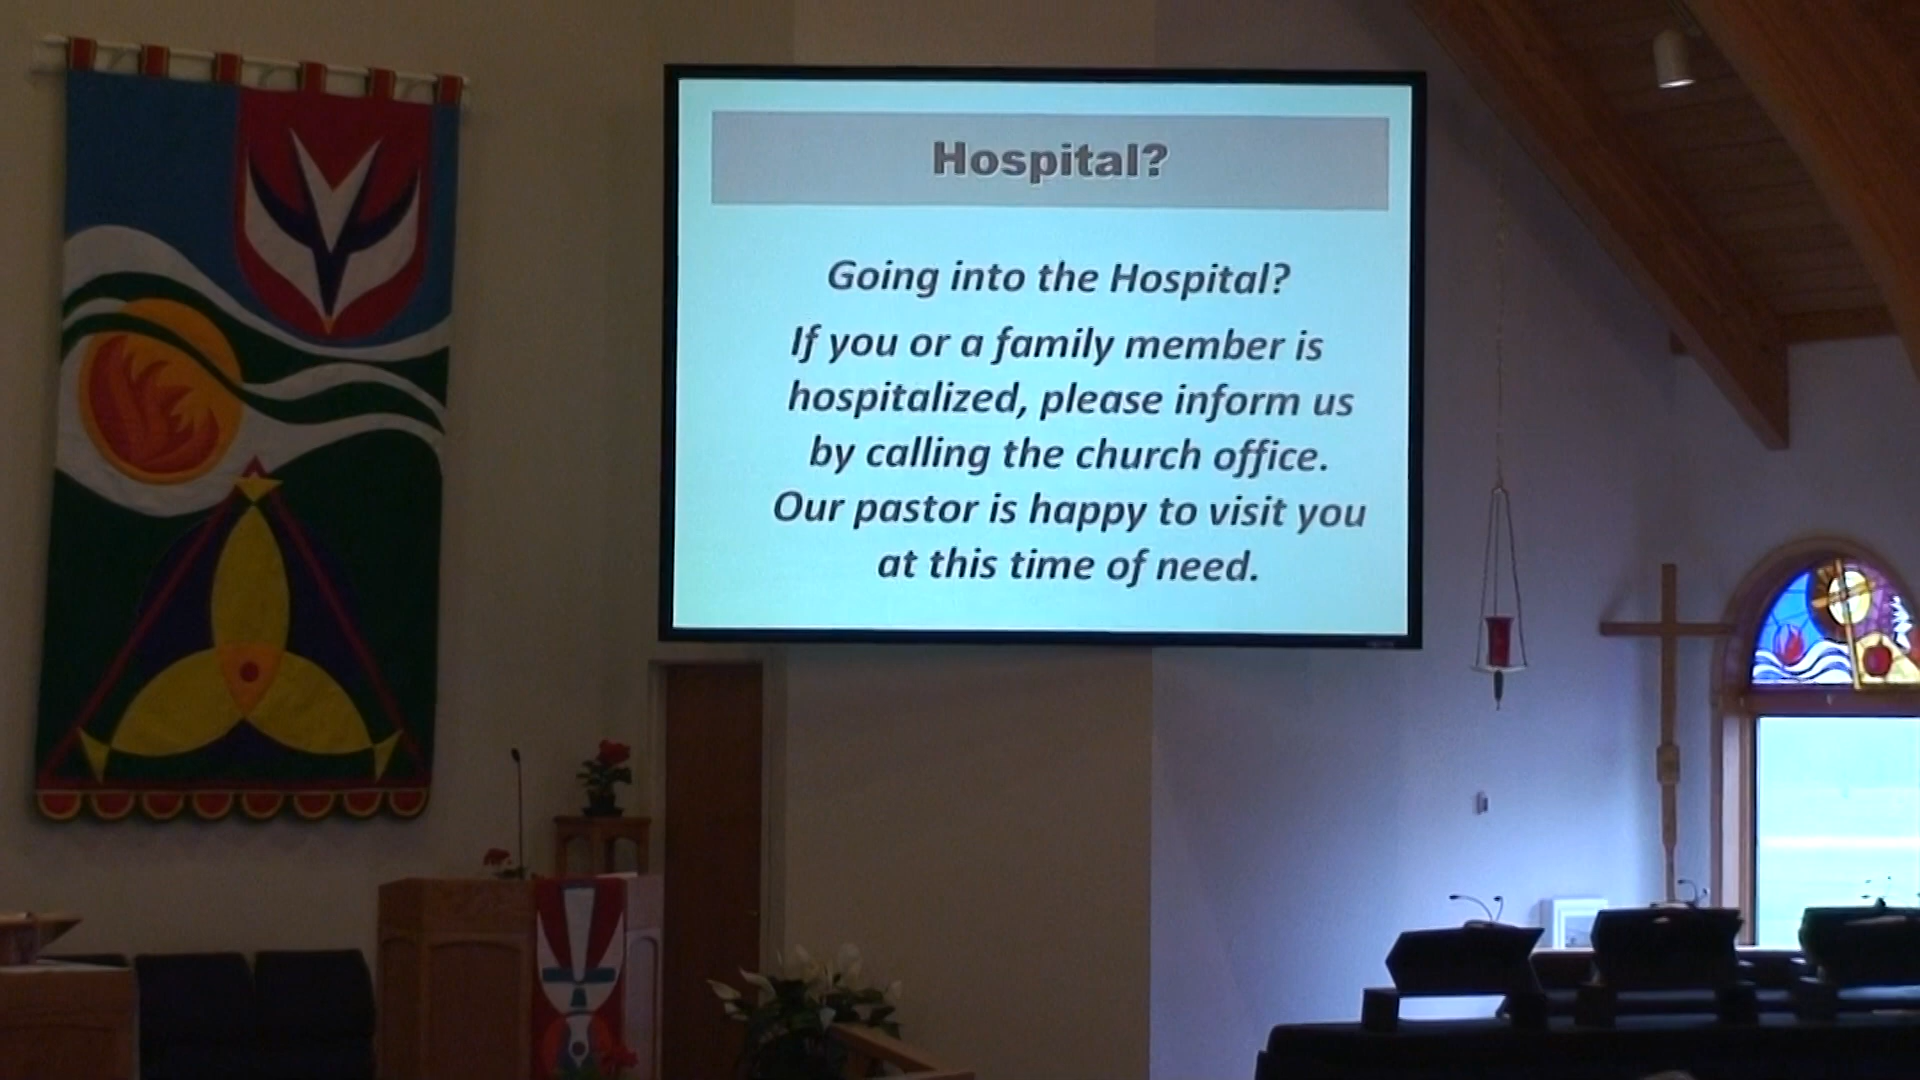 Hospital?
Going into the Hospital?
If you or a family member is
hospitalized, please inform us
by calling the church office.
Our pastor is happy to visit you
at this time of need.